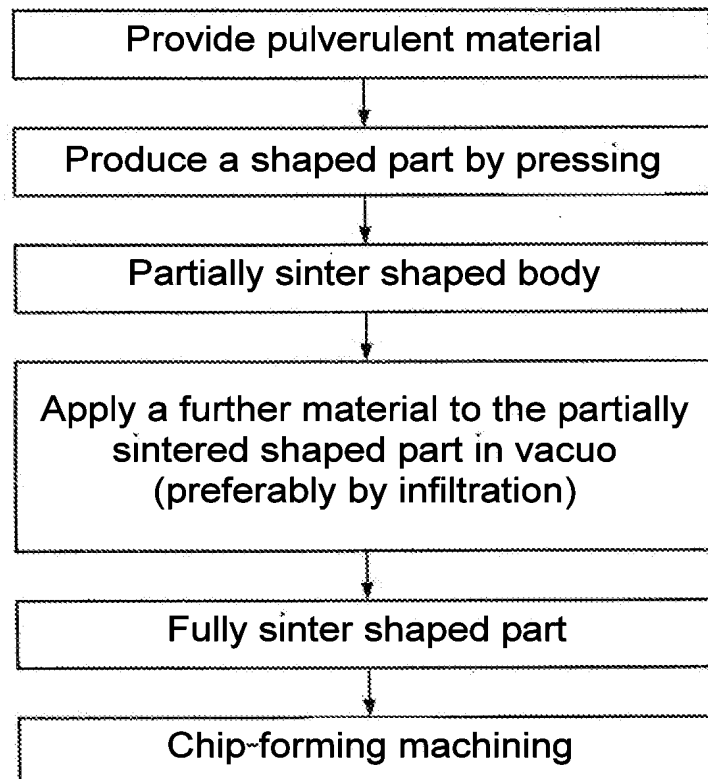 Provide pulverulent material
Produce a shaped part by pressing
Partially sinter shaped body
Apply a further material to the partially
sintered shaped part in vacuo
(preferably by infiltration)
Fully sinter shaped part
Chip-forming machining